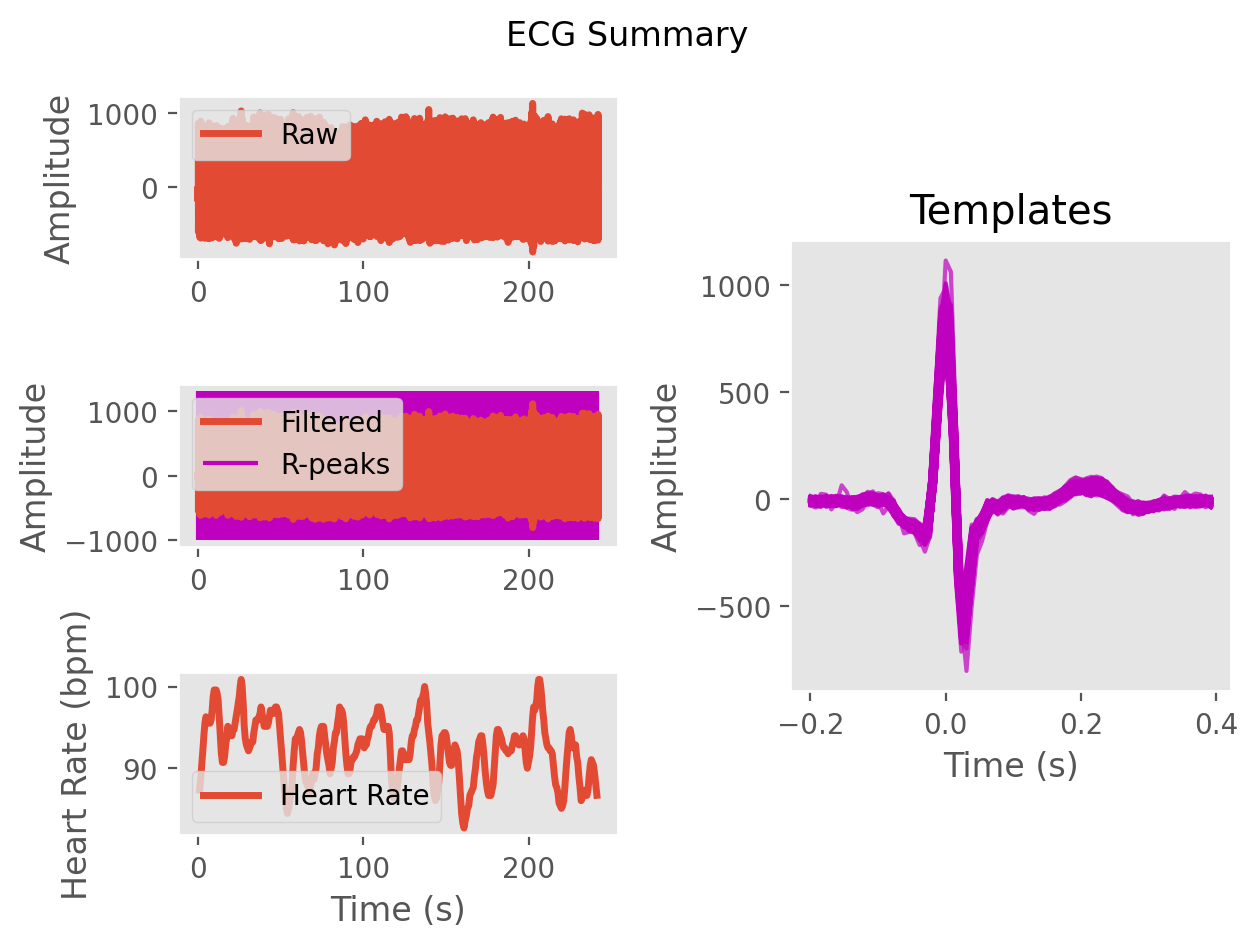 ECG Summary
Amplitude
1000
0
Raw
0
100
200
Amplitude
1000
0
−1000
Filtered
R-peaks
0
100
200
Heart Rate (bpm)
100
90
Heart Rate
0
100
200
Time (s)
Templates
Amplitude
1000
500
0
−500
−0.2
0.0
0.2
0.4
Time (s)